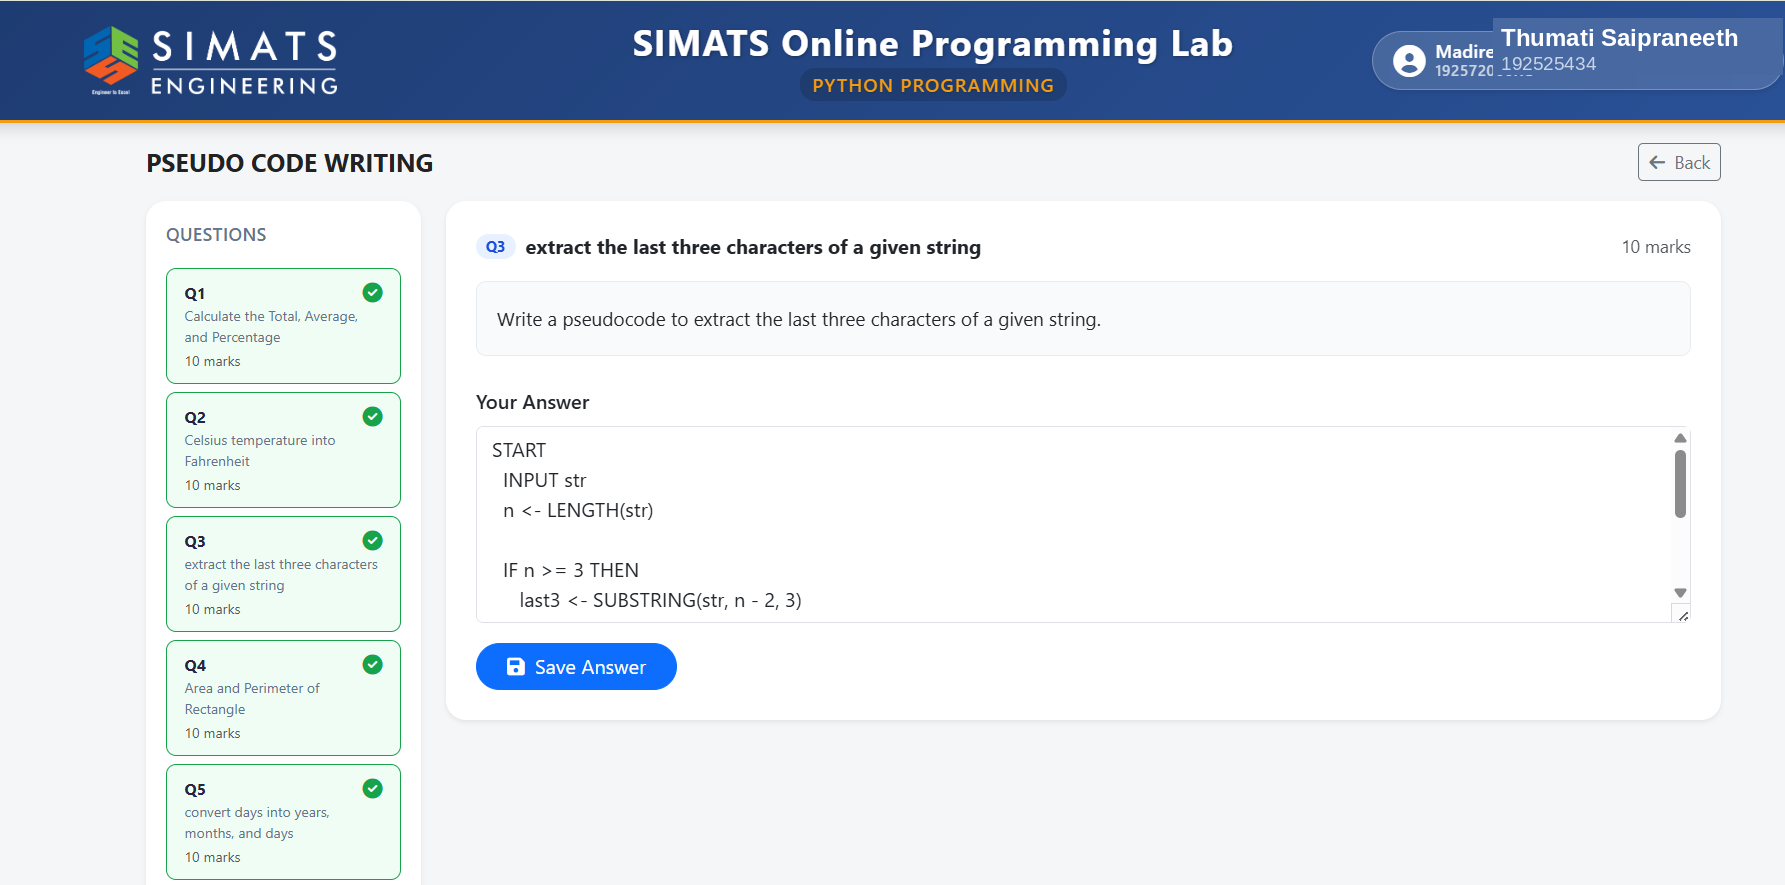 SIMATS
ENGINEERING
Engineer to Excel
SIMATS Online Programming Lab
PYTHON PROGRAMMING
Madire
Thumati Saipraneeth
1925720
192525434
PSEUDO CODE WRITING
Back
QUESTIONS
Q1
Calculate the Total, Average,
and Percentage
10 marks
Q2
Celsius temperature into
Fahrenheit
10 marks
Q3
extract the last three characters
of a given string
10 marks
Q4
Area and Perimeter of
Rectangle
10 marks
Q5
convert days into years,
months, and days
10 marks
Q3 extract the last three characters of a given string
10 marks
Write a pseudocode to extract the last three characters of a given string.
Your Answer
START
INPUT str
n <- LENGTH(str)
IF n >= 3 THEN
last3 <- SUBSTRING(str, n - 2, 3)
Save Answer